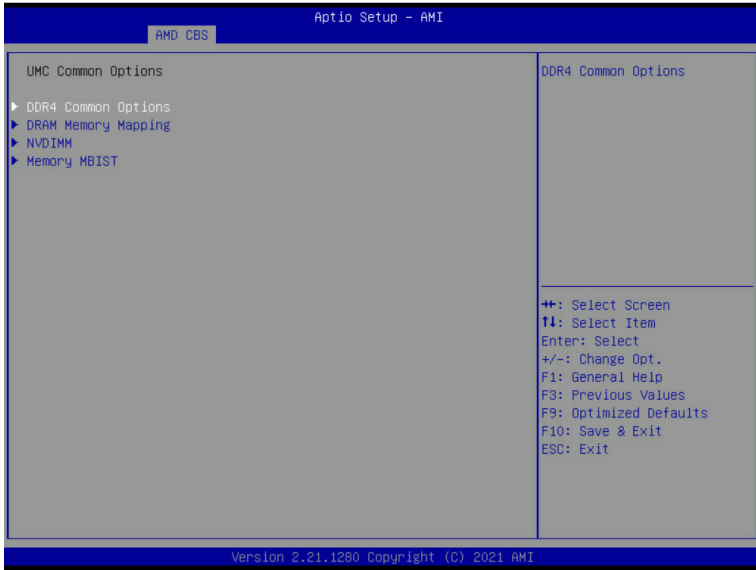 Aptio Setup – AMI
AMD CBS
UMC Common Options
DDR4 Common Options
DRAM Memory Mapping
NVDIMM
Memory MBIST
DDR4 Common Options
→←: Select Screen
↑↓: Select Item
Enter: Select
+/-: Change Opt.
F1: General Help
F3: Previous Values
F9: Optimized Defaults
F10: Save & Exit
ESC: Exit
Version 2.21.1280 Copyright (C) 2021 AMI